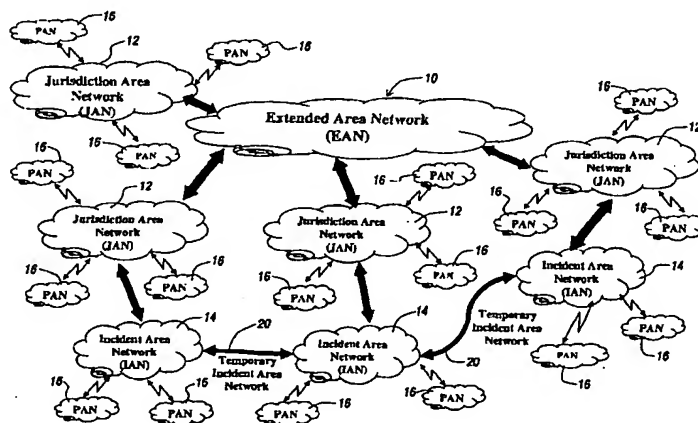 16
PAN
12
16
PAN
Jurisdiction Area
Network
(JAN)
16
PAN
10
Extended Area Network
(EAN)
16
PAN
12
Jurisdiction Area
Network
(JAN)
16
PAN
16
PAN
16
PAN
12
Jurisdiction Area
Network
(JAN)
16
PAN
16
PAN
16
PAN
12
Jurisdiction Area
Network
(JAN)
16
PAN
16
PAN
14
Incident Area
Network
(IAN)
16
PAN
16
PAN
14
Incident Area
Network
(IAN)
16
PAN
16
PAN
20
Temporary
Incident Area
Network
14
Incident Area
Network
(IAN)
16
PAN
16
PAN
20
Temporary
Incident Area
Network